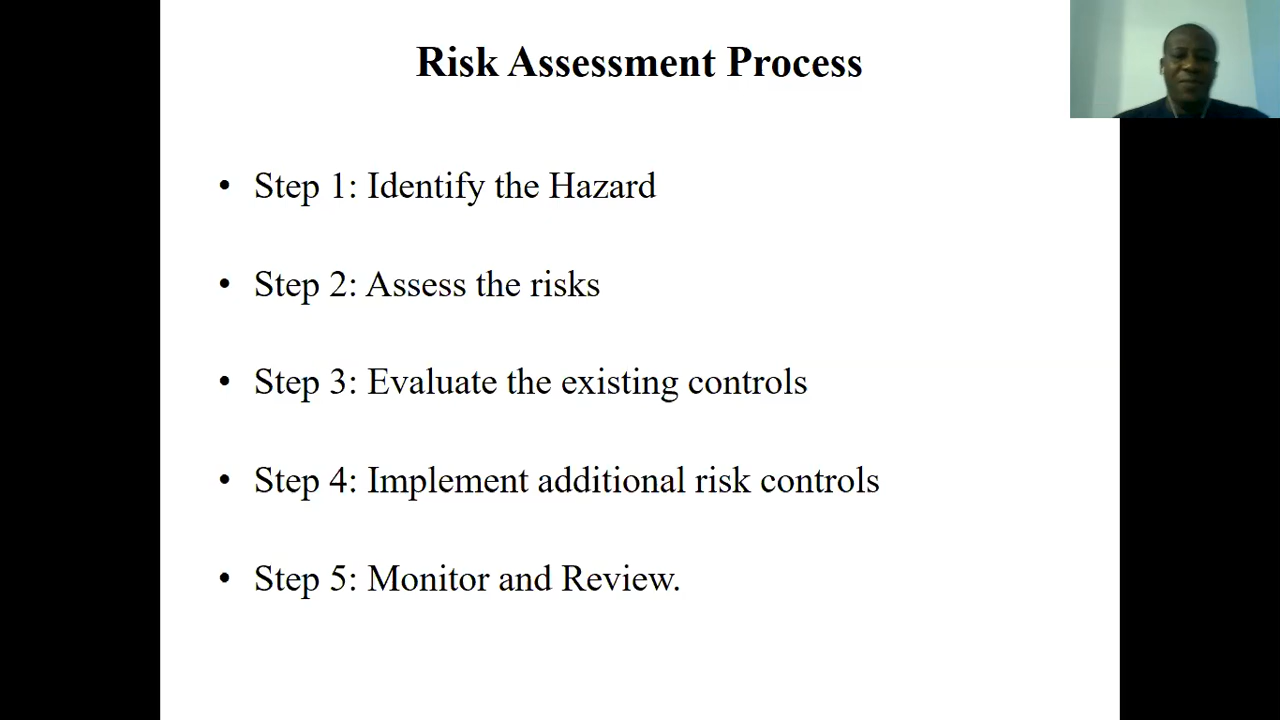 Risk Assessment Process
• Step 1: Identify the Hazard
• Step 2: Assess the risks
• Step 3: Evaluate the existing controls
• Step 4: Implement additional risk controls
• Step 5: Monitor and Review.